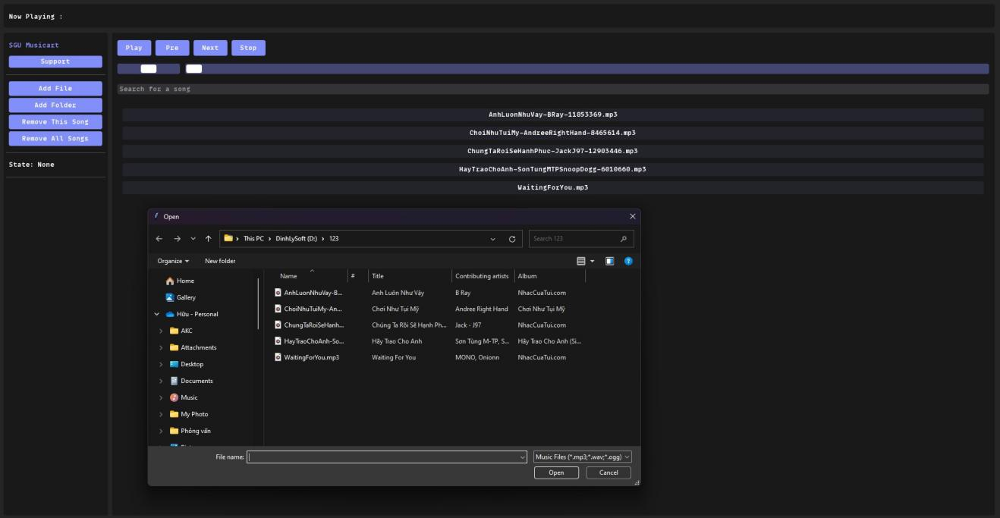 Now Playing :
SGU Musicart
Support
Add File
Add Folder
Remove This Song
Remove All Songs
State: None
Play Pre Next Stop
Search for a song
AnhLuonNhuVay-BRay-11853369.mp3
ChoiNhuTuiMy-AndreeRightHand-8465614.mp3
ChungTaRoiSeHanhPhuc-JackJ97-12903446.mp3
HayTraoChoAnh-SonTungMTPSnoopDogg-6010660.mp3
WaitingForYou.mp3
Open
This PC > DinhLySoft (D:) > 123
Search 123
Organize New folder
Home
Gallery
Hữu - Personal
AKC
Attachments
Desktop
Documents
Music
My Photo
Phỏng vấn
Name # Title Contributing artists Album
AnhLuonNhuVay-B... Anh Luôn Như Vậy B Ray NhacCuaTui.com
ChoiNhuTuiMy-An... Chơi Như Tụi Mỹ Andree Right Hand Chơi Như Tụi Mỹ
ChungTaRoiSeHanh... Chúng Ta Rồi Sẽ Hạnh Ph... Jack - J97 NhacCuaTui.com
HayTraoChoAnh-So... Hãy Trao Cho Anh Sơn Tùng M-TP, S... Hãy Trao Cho Anh (Si...
WaitingForYou.mp3 Waiting For You MONO, Onionn NhacCuaTui.com
File name: Music Files (*.mp3;*.wav;*.ogg)
Open Cancel